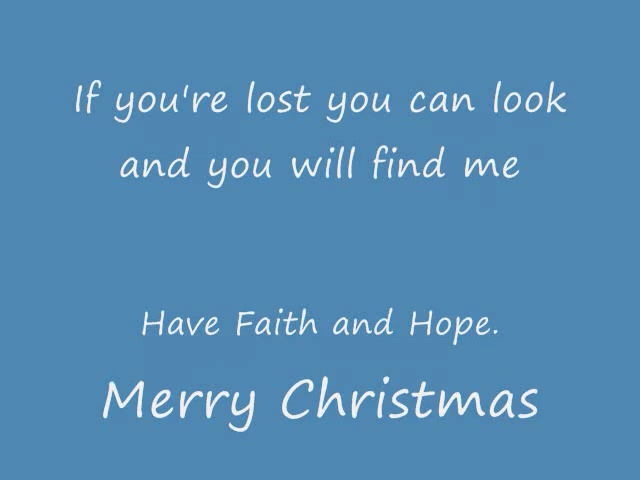 If you're lost you can look
and you will find me
Have Faith and Hope.
Merry Christmas